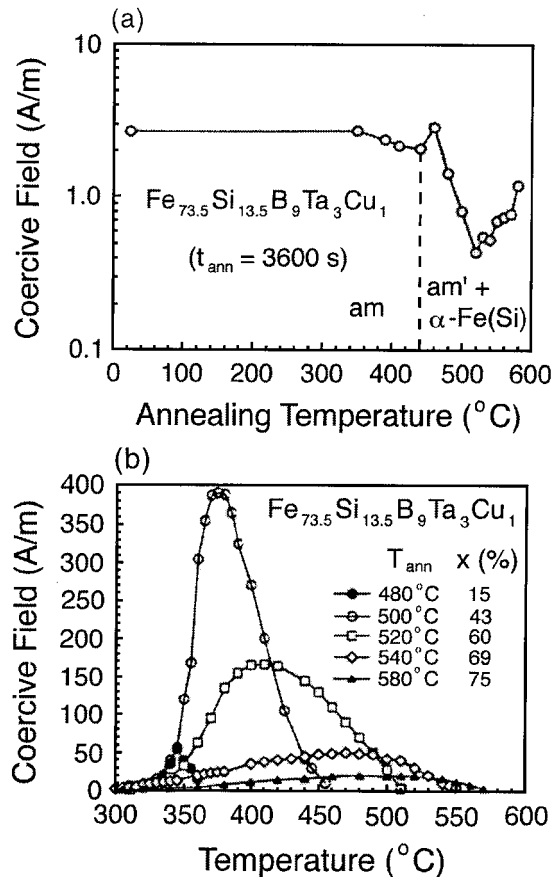 (a)
Coercive Field (A/m)
10
1.0
0.1
Fe73.5Si13.5B9Ta3Cu1
(tann = 3600 s)
am
am' +
α-Fe(Si)
0 100 200 300 400 500 600
Annealing Temperature (°C)
(b)
Coercive Field (A/m)
400
350
300
250
200
150
100
50
0
Fe73.5Si13.5B9Ta3Cu1
Tann x (%)
480°C 15
500°C 43
520°C 60
540°C 69
580°C 75
300 350 400 450 500 550 600
Temperature (°C)